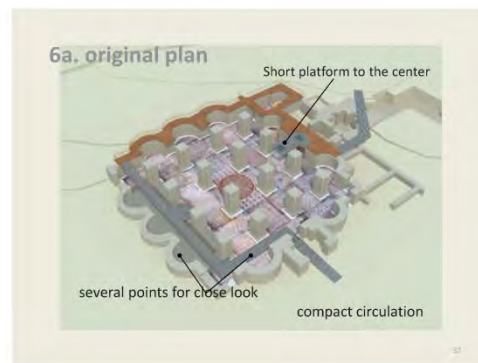 6a. original plan
Short platform to the center
several points for close look
compact circulation